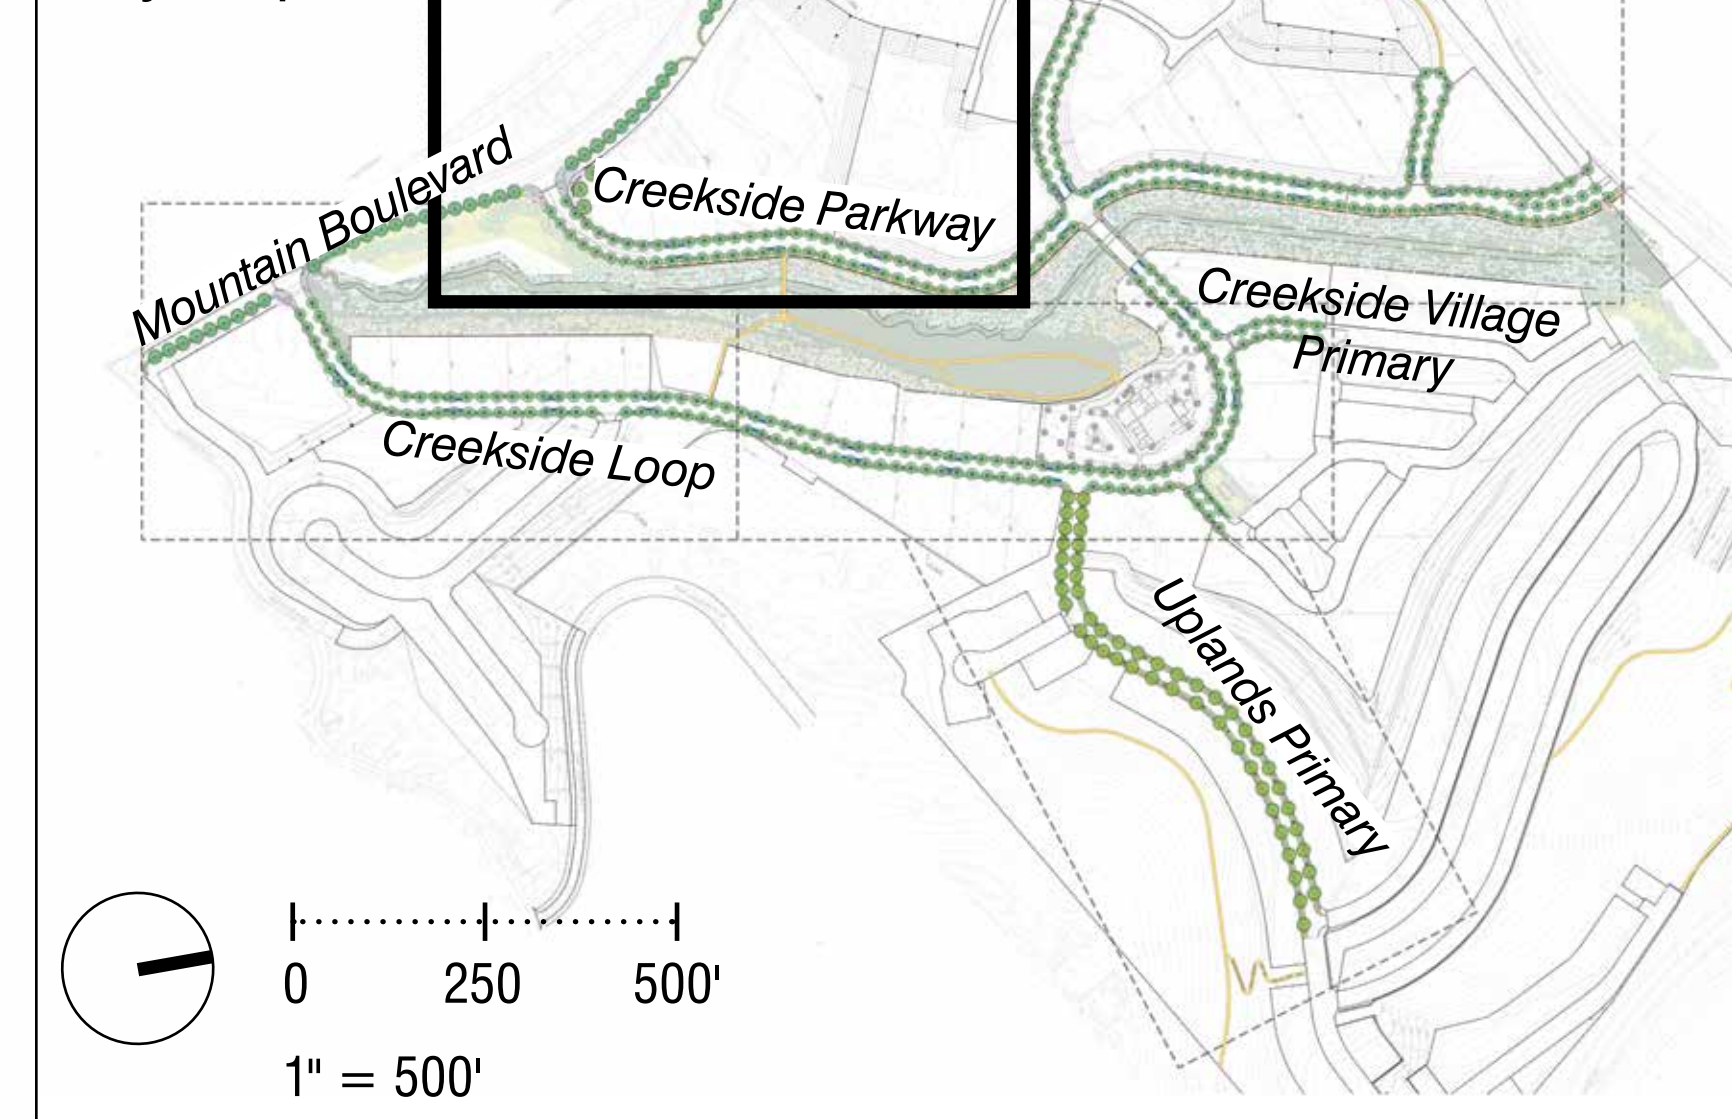 Mountain Boulevard
Creekside Parkway
Creekside Village
Primary
Creekside Loop
Uplands Primary
0 250 500'
1" = 500'